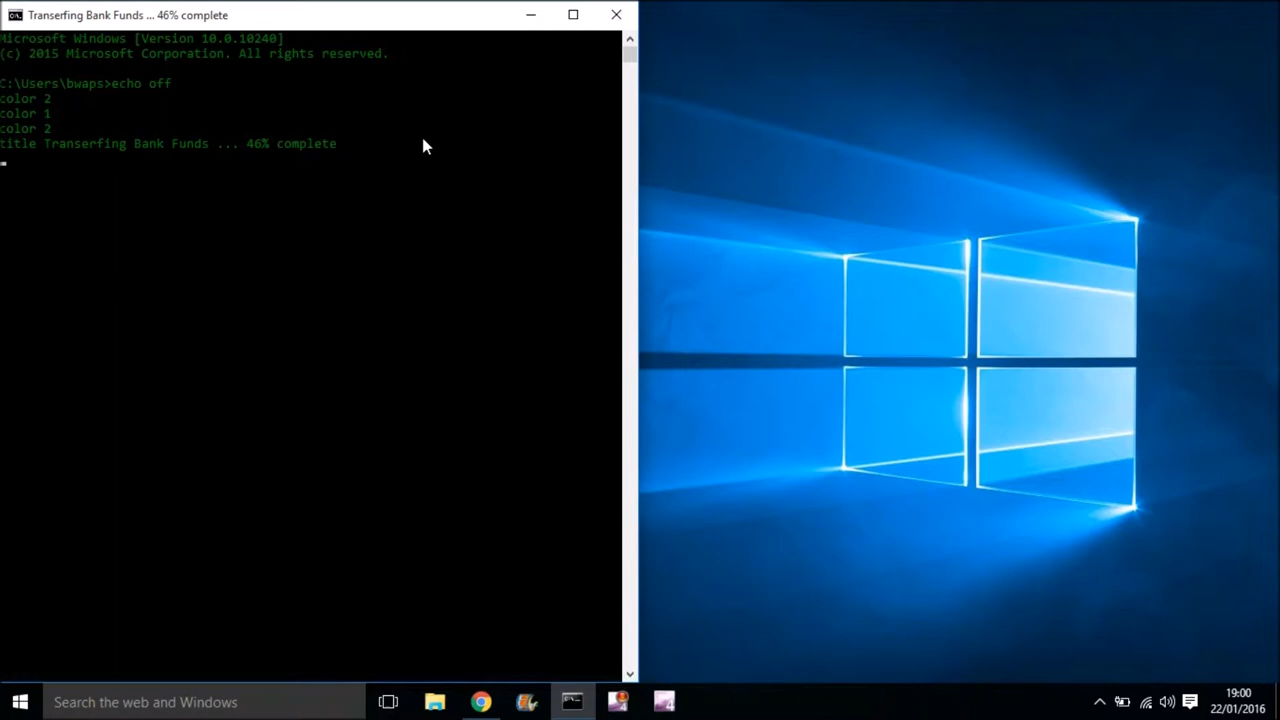 Transerfing Bank Funds ... 46% complete
Microsoft Windows [Version 10.0.10240]
(c) 2015 Microsoft Corporation. All rights reserved.
C:\Users\bwaps>echo off
color 2
color 1
color 2
title Transerfing Bank Funds ... 46% complete
Search the web and Windows
19:00
22/01/2016